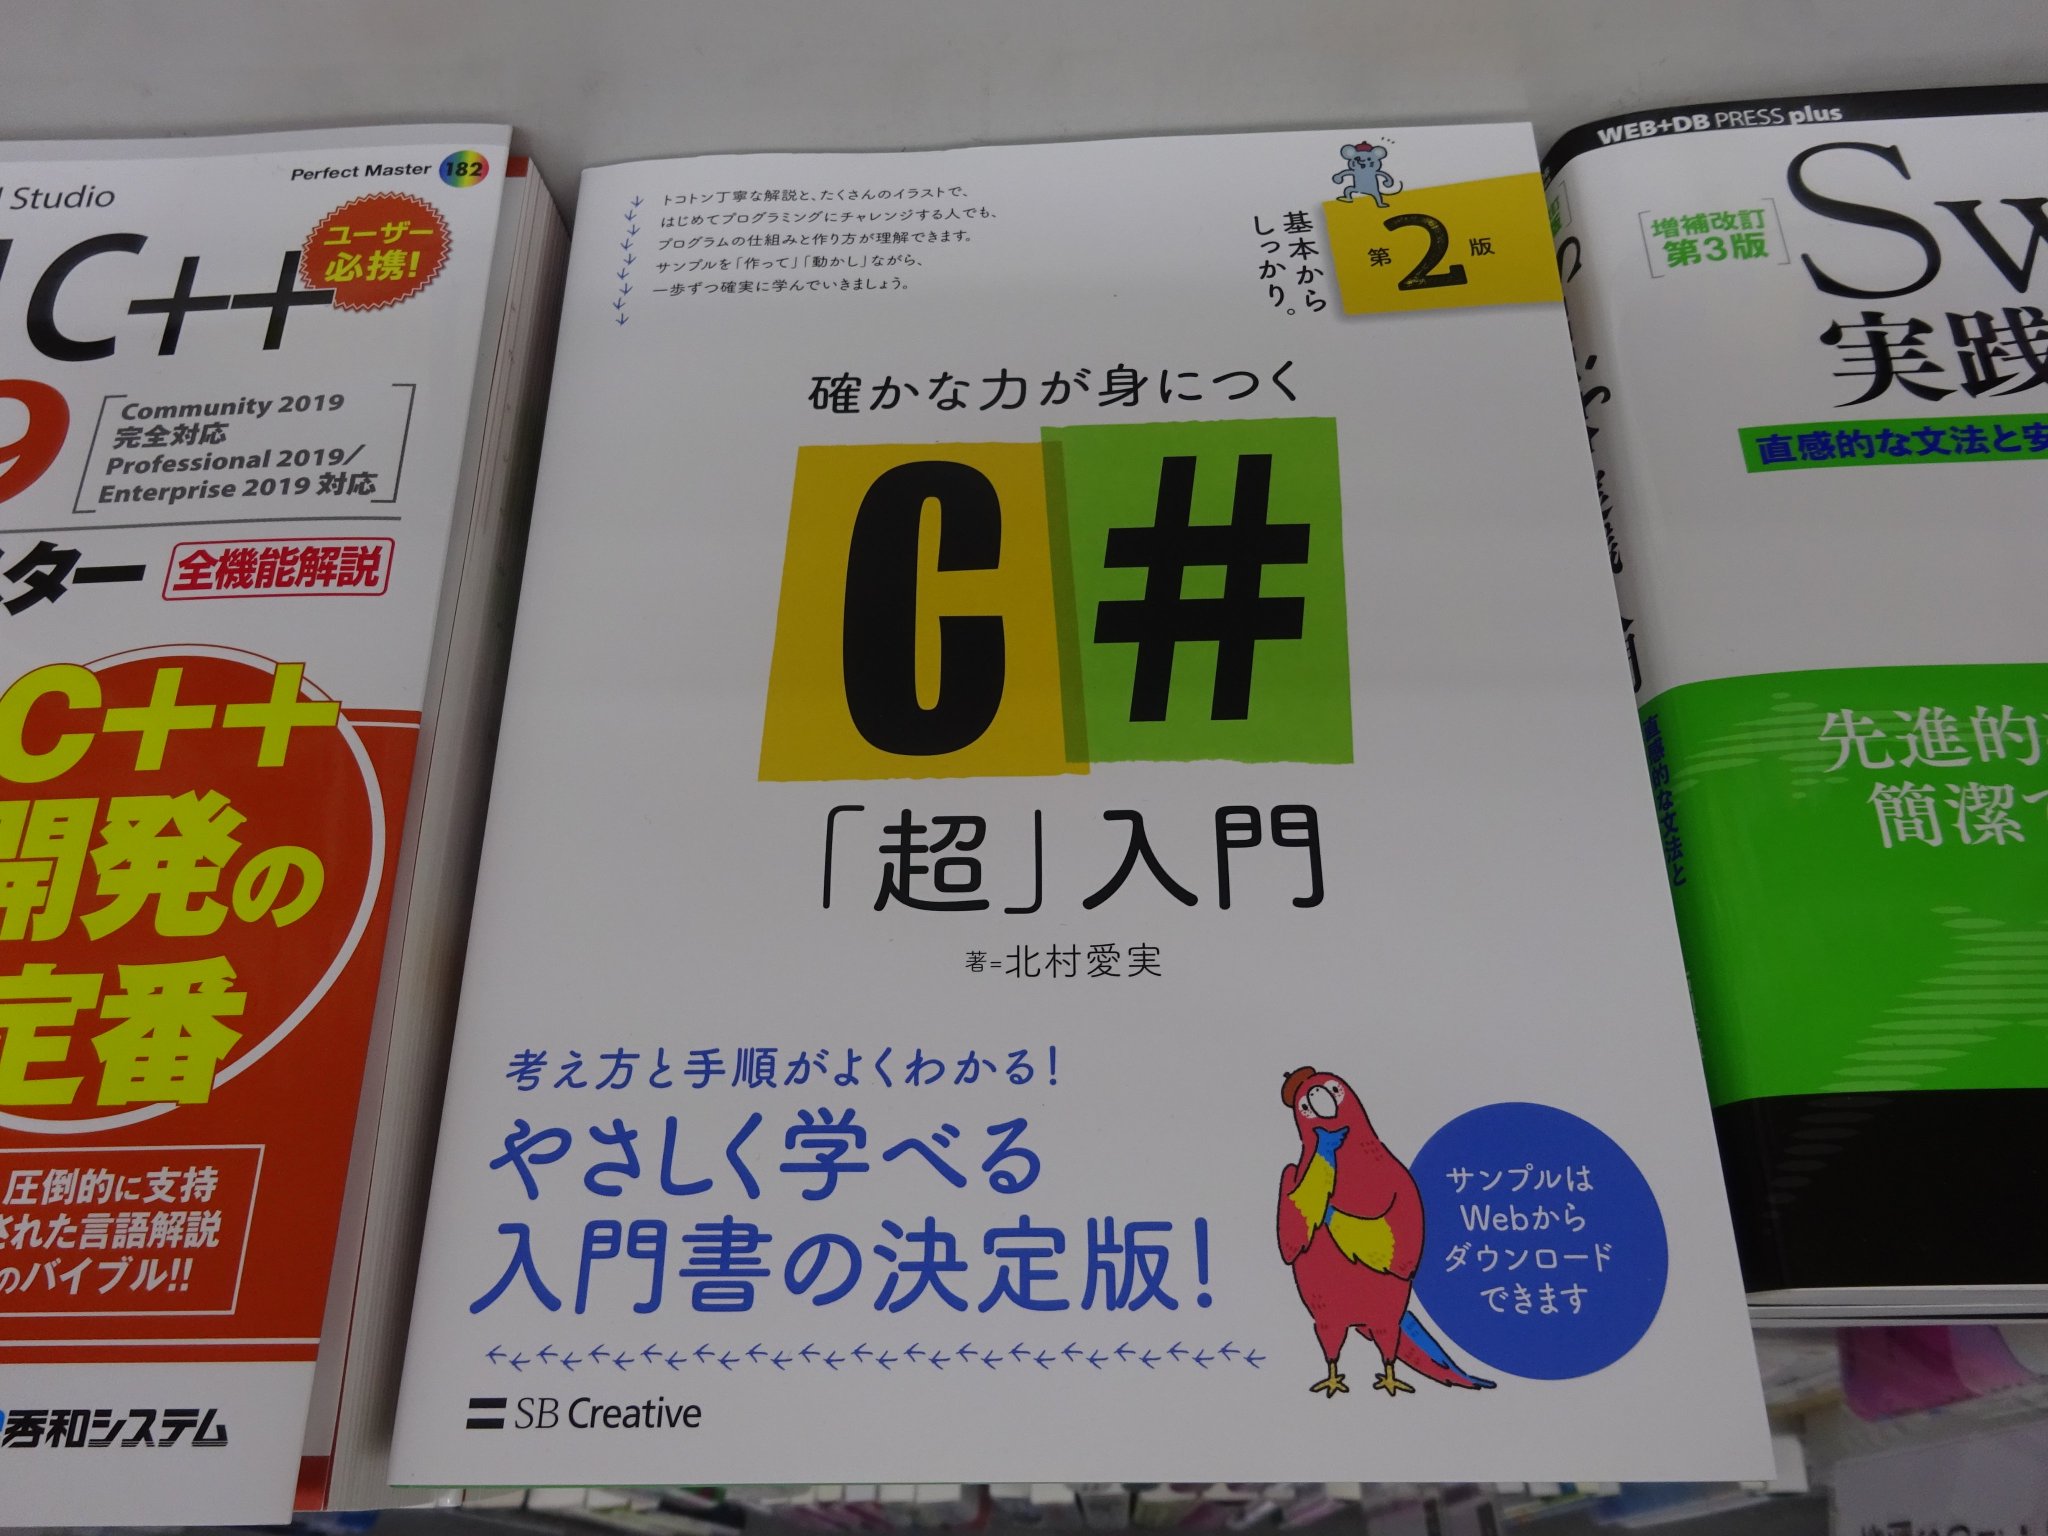 Studio
Perfect Master 182
C++
ユーザー
必携!
9
Community 2019
完全対応
Professional 2019/
Enterprise 2019 対応
スター
全機能解説
C++
開発の
定番
圧倒的に支持
された言語解説
のバイブル!!
秀和システム
トコトン丁寧な解説と、たくさんのイラストで、
はじめてプログラミングにチャレンジする人でも、
プログラムの仕組みと作り方が理解できます。
サンプルを「作って」「動かし」ながら、
一歩ずつ確実に学んでいきましょう。
基本から
しっかり。
第2版
確かな力が身につく
C#
「超」入門
著=北村愛実
考え方と手順がよくわかる!
やさしく学べる
入門書の決定版!
サンプルは
Webから
ダウンロード
できます
SB Creative
WEB+DB PRESS plus
増補改訂
第3版
Sw
実践
直感的な文法と安
先進的
簡潔
直感的な文法と